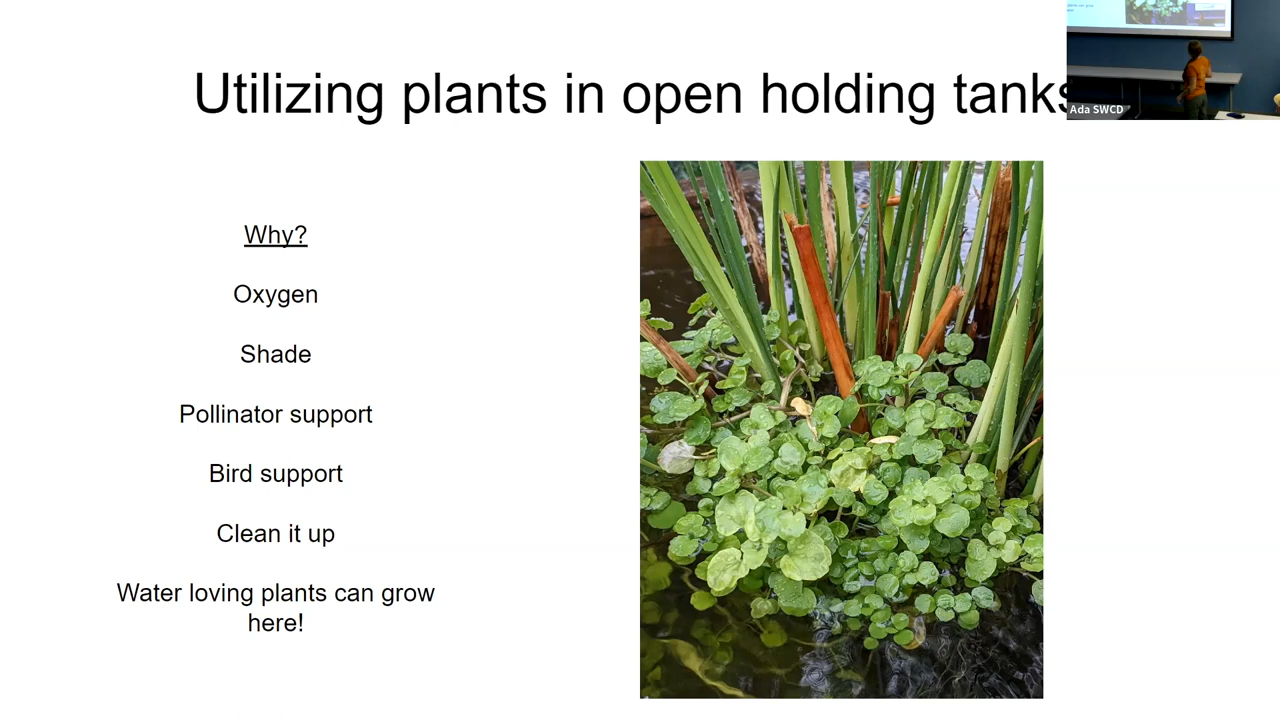 Utilizing plants in open holding tanks
Ada SWCD
Why?
Oxygen
Shade
Pollinator support
Bird support
Clean it up
Water loving plants can grow
here!